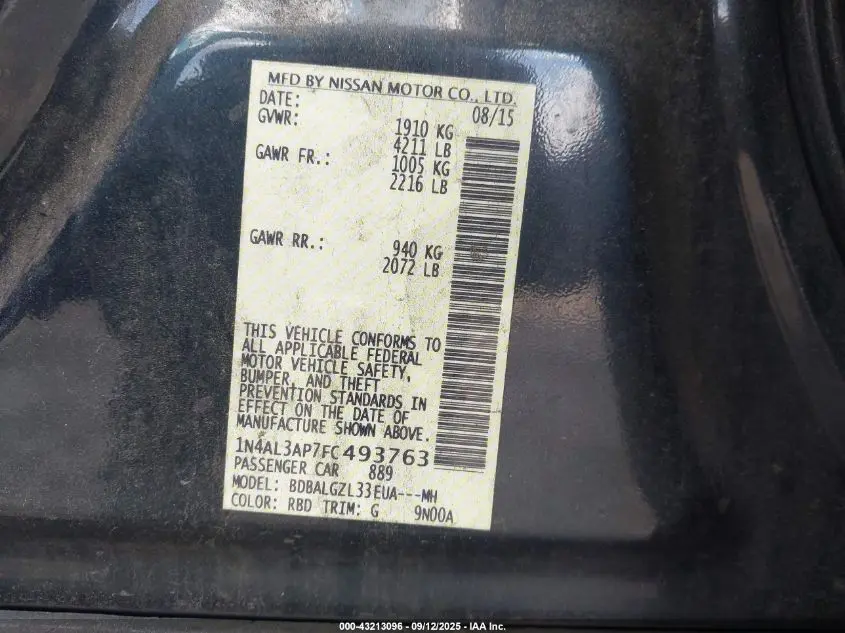 MFD BY NISSAN MOTOR CO., LTD.
DATE: 08/15
GVWR: 1910 KG
4211 LB
GAWR FR.: 1005 KG
2216 LB
GAWR RR.: 940 KG
2072 LB
THIS VEHICLE CONFORMS TO
ALL APPLICABLE FEDERAL
MOTOR VEHICLE SAFETY,
BUMPER, AND THEFT
PREVENTION STANDARDS IN
EFFECT ON THE DATE OF
MANUFACTURE SHOWN ABOVE.
1N4AL3AP7FC493763
PASSENGER CAR 889
MODEL: BDBALGZL33EUA---MH
COLOR: RBD TRIM: G 9N00A
000-43213096 - 09/12/2025 - IAA Inc.